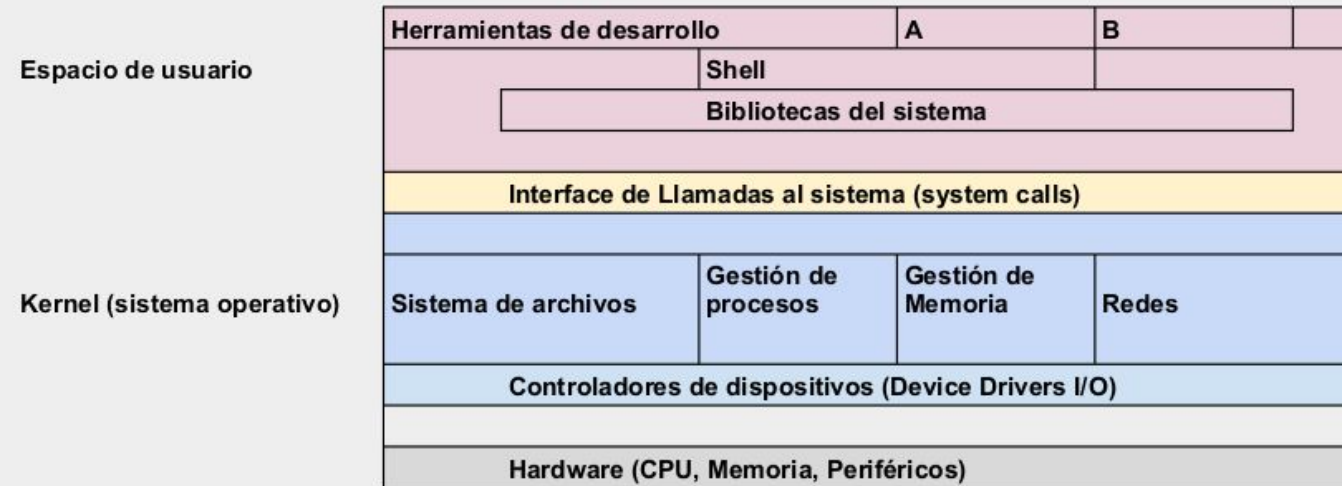 Herramientas de desarrollo A B
Espacio de usuario Shell
Bibliotecas del sistema
Interface de Llamadas al sistema (system calls)
Gestión de Gestión de
Kernel (sistema operativo) Sistema de archivos procesos Memoria Redes
Controladores de dispositivos (Device Drivers I/O)
Hardware (CPU, Memoria, Periféricos)